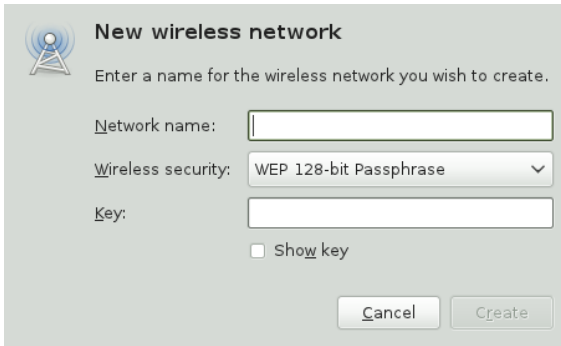 New wireless network
Enter a name for the wireless network you wish to create.
Network name:
Wireless security: WEP 128-bit Passphrase
Key:
Show key
Cancel Create